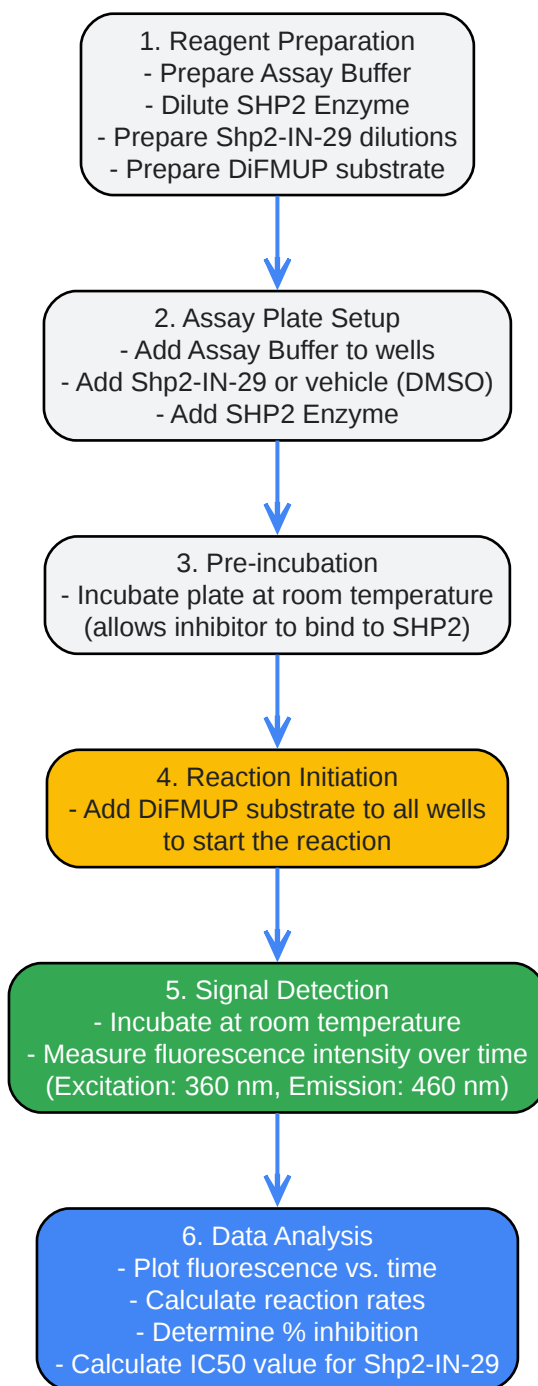 1. Reagent Preparation
- Prepare Assay Buffer
- Dilute SHP2 Enzyme
- Prepare Shp2-IN-29 dilutions
- Prepare DiFMUP substrate
2. Assay Plate Setup
- Add Assay Buffer to wells
- Add Shp2-IN-29 or vehicle (DMSO)
- Add SHP2 Enzyme
3. Pre-incubation
- Incubate plate at room temperature
(allows inhibitor to bind to SHP2)
4. Reaction Initiation
- Add DiFMUP substrate to all wells
to start the reaction
5. Signal Detection
- Incubate at room temperature
- Measure fluorescence intensity over time
(Excitation: 360 nm, Emission: 460 nm)
6. Data Analysis
- Plot fluorescence vs. time
- Calculate reaction rates
- Determine % inhibition
- Calculate IC50 value for Shp2-IN-29